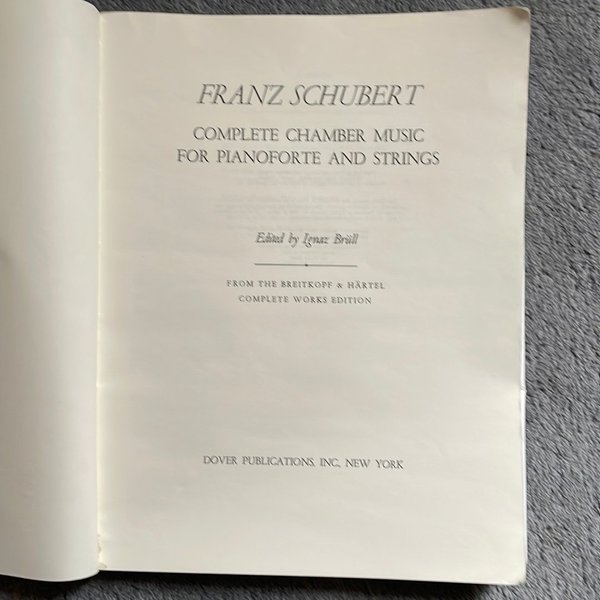 FRANZ SCHUBERT
COMPLETE CHAMBER MUSIC
FOR PIANOFORTE AND STRINGS
Edited by Ignaz Brüll
FROM THE BREITKOPF & HÄRTEL
COMPLETE WORKS EDITION
DOVER PUBLICATIONS, INC., NEW YORK